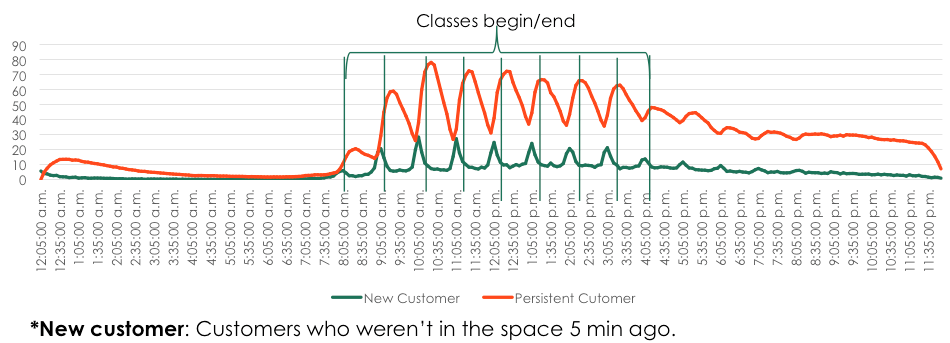 Classes begin/end
90
80
70
60
50
40
30
20
10
0
12:05:00 a.m.
12:35:00 a.m.
1:05:00 a.m.
1:35:00 a.m.
2:05:00 a.m.
2:35:00 a.m.
3:05:00 a.m.
3:35:00 a.m.
4:05:00 a.m.
4:35:00 a.m.
5:05:00 a.m.
5:35:00 a.m.
6:05:00 a.m.
6:35:00 a.m.
7:05:00 a.m.
7:35:00 a.m.
8:05:00 a.m.
8:35:00 a.m.
9:05:00 a.m.
9:35:00 a.m.
10:05:00 a.m.
10:35:00 a.m.
11:05:00 a.m.
11:35:00 a.m.
12:05:00 p.m.
12:35:00 p.m.
1:05:00 p.m.
1:35:00 p.m.
2:05:00 p.m.
2:35:00 p.m.
3:05:00 p.m.
3:35:00 p.m.
4:05:00 p.m.
4:35:00 p.m.
5:05:00 p.m.
5:35:00 p.m.
6:05:00 p.m.
6:35:00 p.m.
7:05:00 p.m.
7:35:00 p.m.
8:05:00 p.m.
8:35:00 p.m.
9:05:00 p.m.
9:35:00 p.m.
10:05:00 p.m.
10:35:00 p.m.
11:05:00 p.m.
11:35:00 p.m.
New Customer
Persistent Cutomer
*New customer: Customers who weren't in the space 5 min ago.